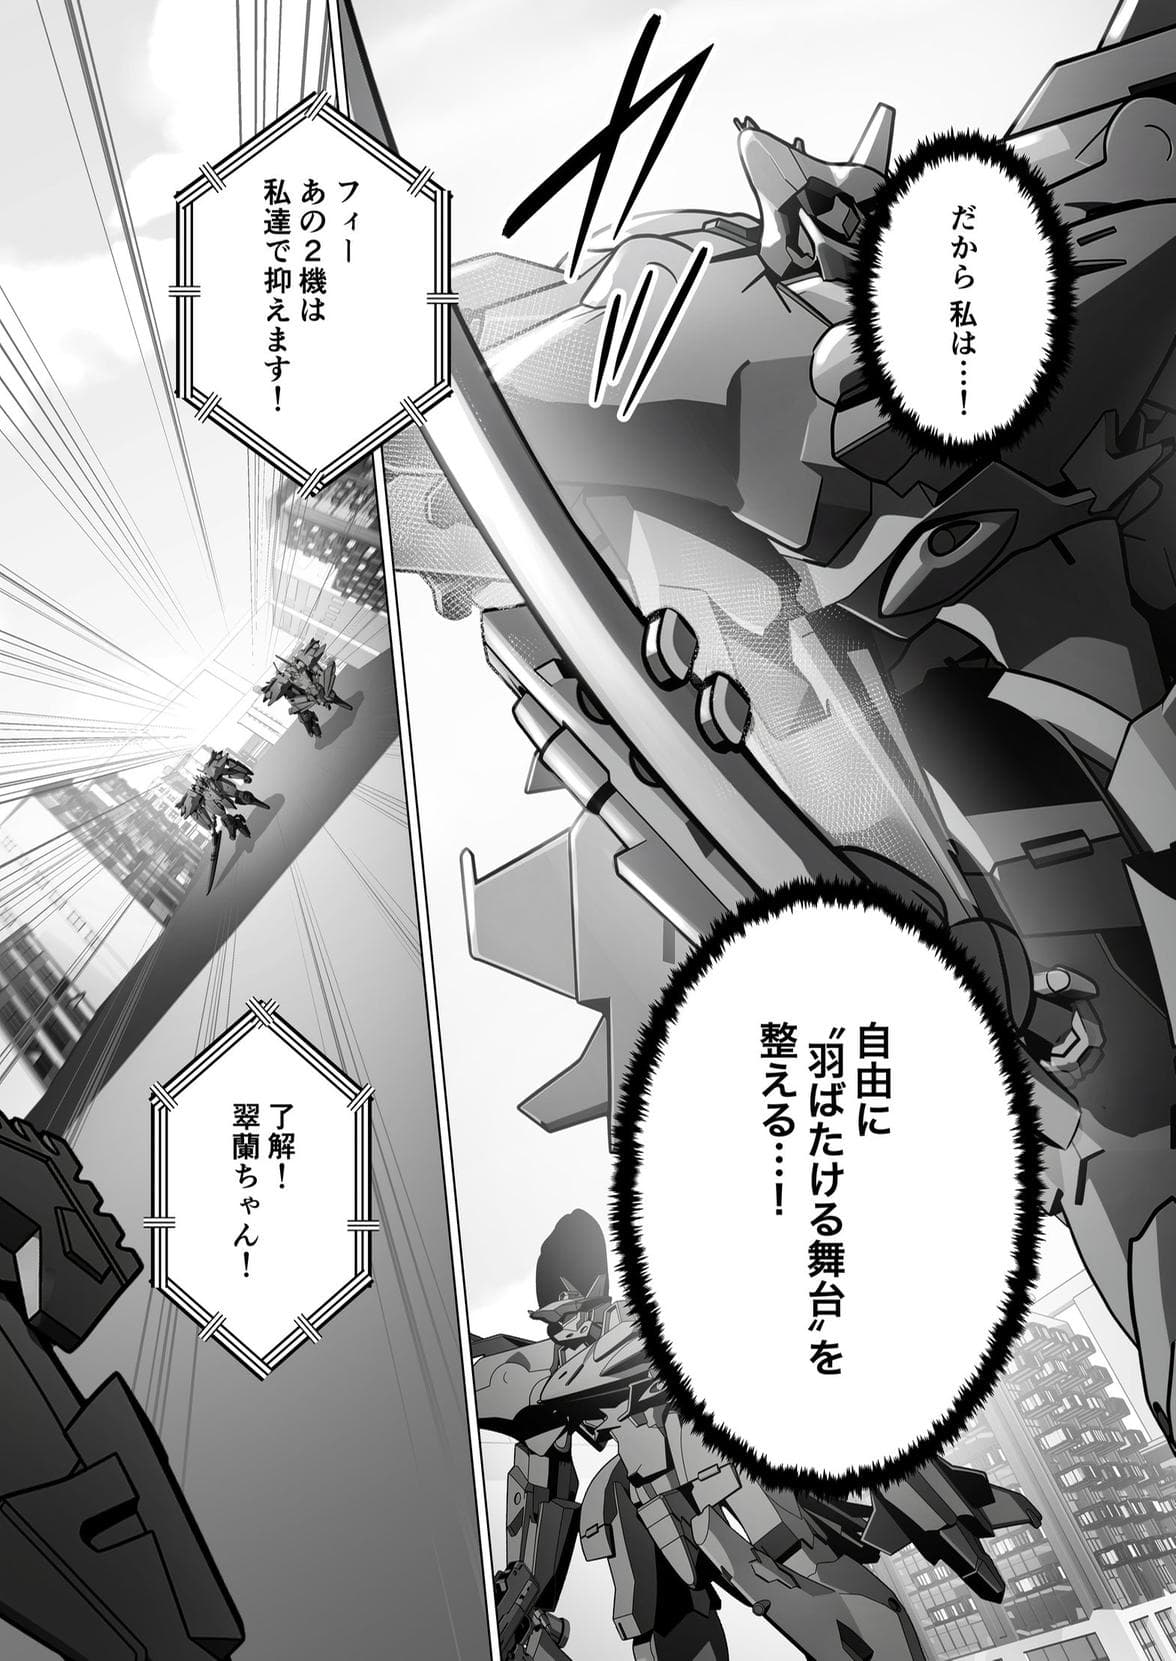 だから 私は…!
ガ
ガ
自由に
〝羽ばたける舞台〟を
整える…!
フィー
あの2機は
私達で抑えます!
了解!
翠蘭ちゃん!